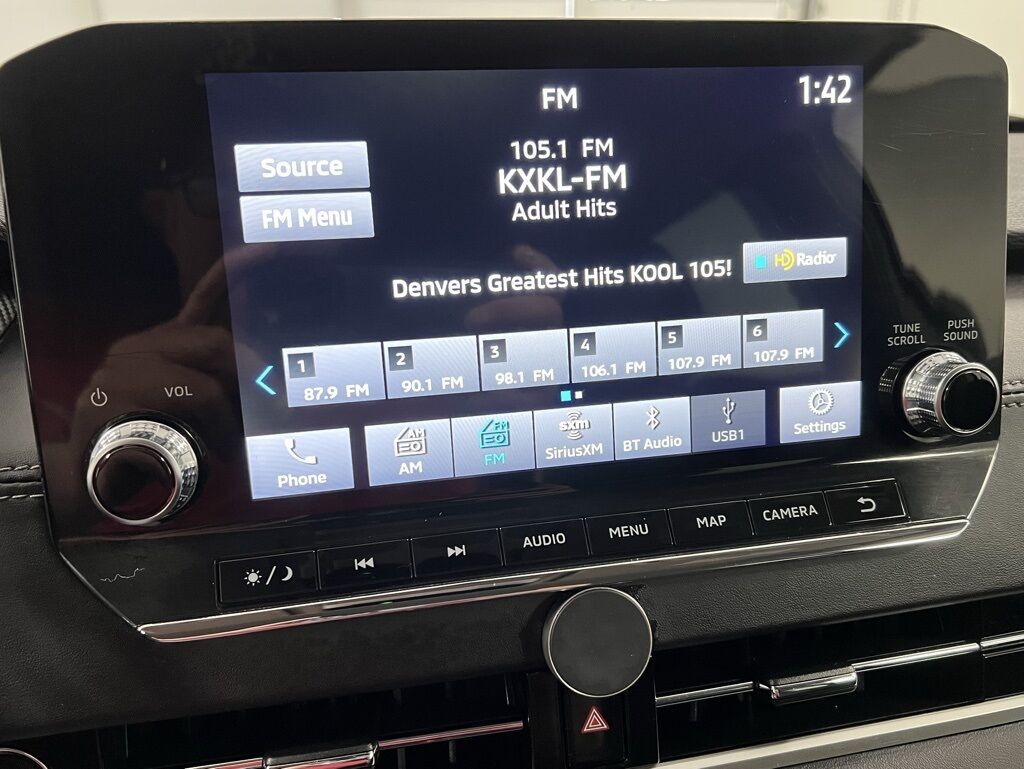 FM
1:42
105.1 FM
KXKL-FM
Adult Hits
Source
FM Menu
Denvers Greatest Hits KOOL 105!
HD Radio
1
87.9 FM
2
90.1 FM
3
98.1 FM
4
106.1 FM
5
107.9 FM
6
107.9 FM
Phone
AM
AM
FM
FM
sxm
SiriusXM
BT Audio
USB1
Settings
VOL
TUNE
SCROLL
PUSH
SOUND
AUDIO
MENU
MAP
CAMERA